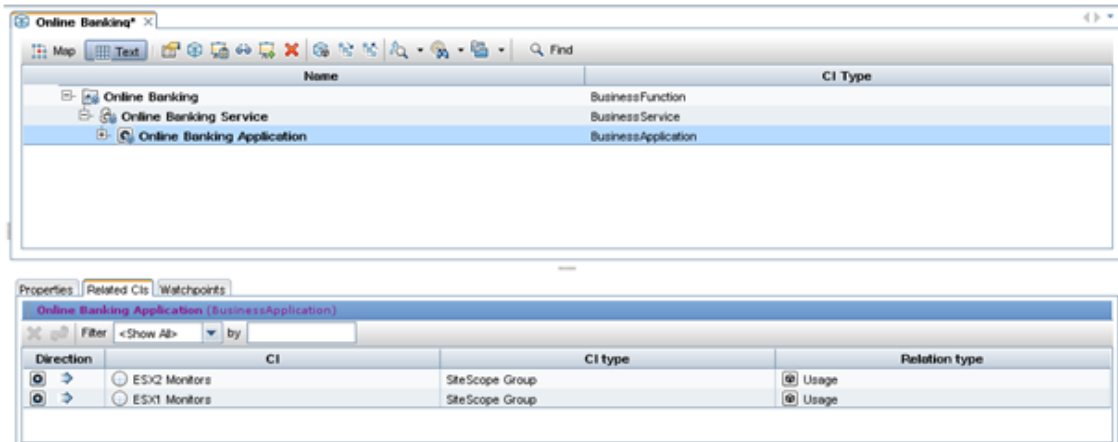 Online Banking*
Map Text Find
Name CI Type
Online Banking BusinessFunction
Online Banking Service BusinessService
Online Banking Application BusinessApplication
Properties Related CIs Watchpoints
Online Banking Application (BusinessApplication)
Filter <Show All> by
Direction CI CI type Relation type
ESX2 Monitors SiteScope Group Usage
ESX1 Monitors SiteScope Group Usage